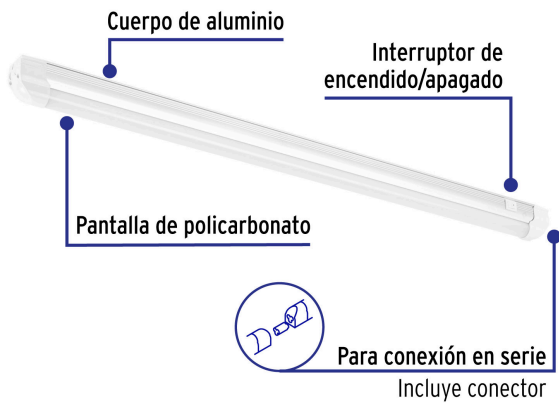 Cuerpo de aluminio
Interruptor de
encendido/apagado
Pantalla de policarbonato
Para conexión en serie
Incluye conector